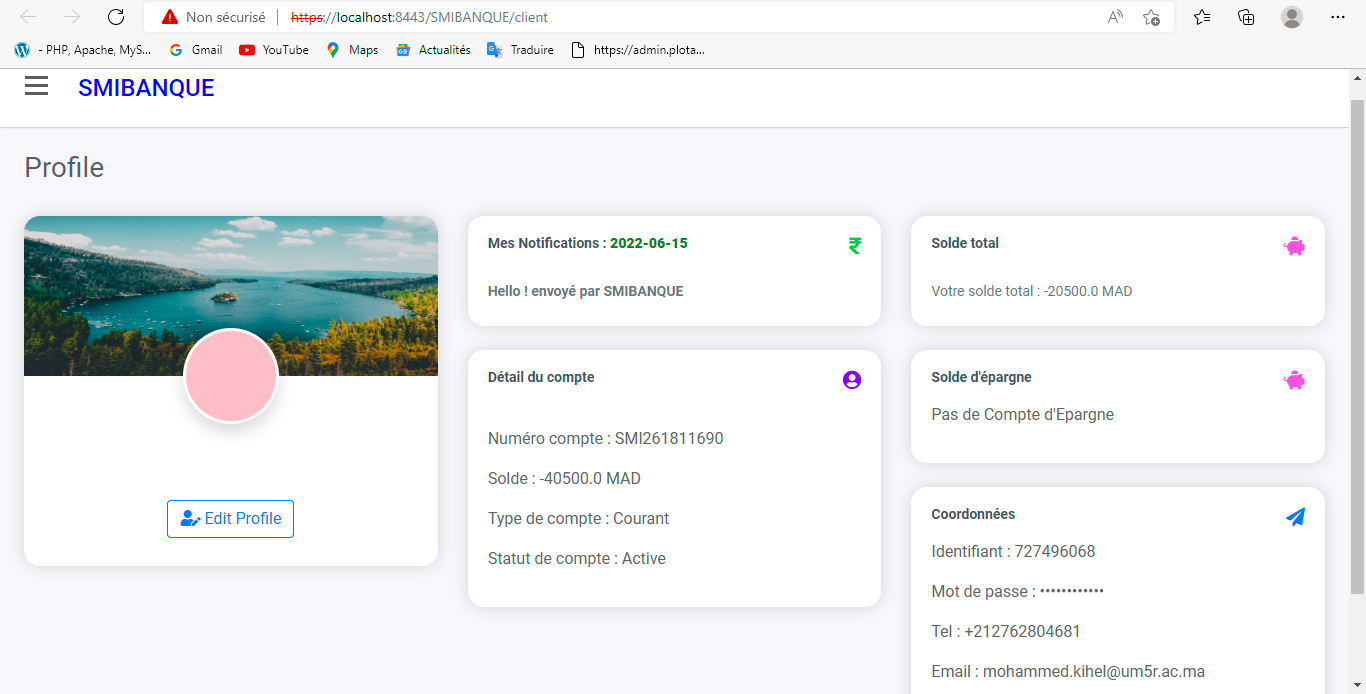 Non sécurisé | https://localhost:8443/SMIBANQUE/client
- PHP, Apache, MyS... Gmail YouTube Maps Actualités Traduire https://admin.plota...
SMIBANQUE
Profile
Edit Profile
Mes Notifications : 2022-06-15
Hello ! envoyé par SMIBANQUE
Détail du compte
Numéro compte : SMI261811690
Solde : -40500.0 MAD
Type de compte : Courant
Statut de compte : Active
Solde total
Votre solde total : -20500.0 MAD
Solde d'épargne
Pas de Compte d'Epargne
Coordonnées
Identifiant : 727496068
Mot de passe : ••••••••••••
Tel : +212762804681
Email : mohammed.kihel@um5r.ac.ma